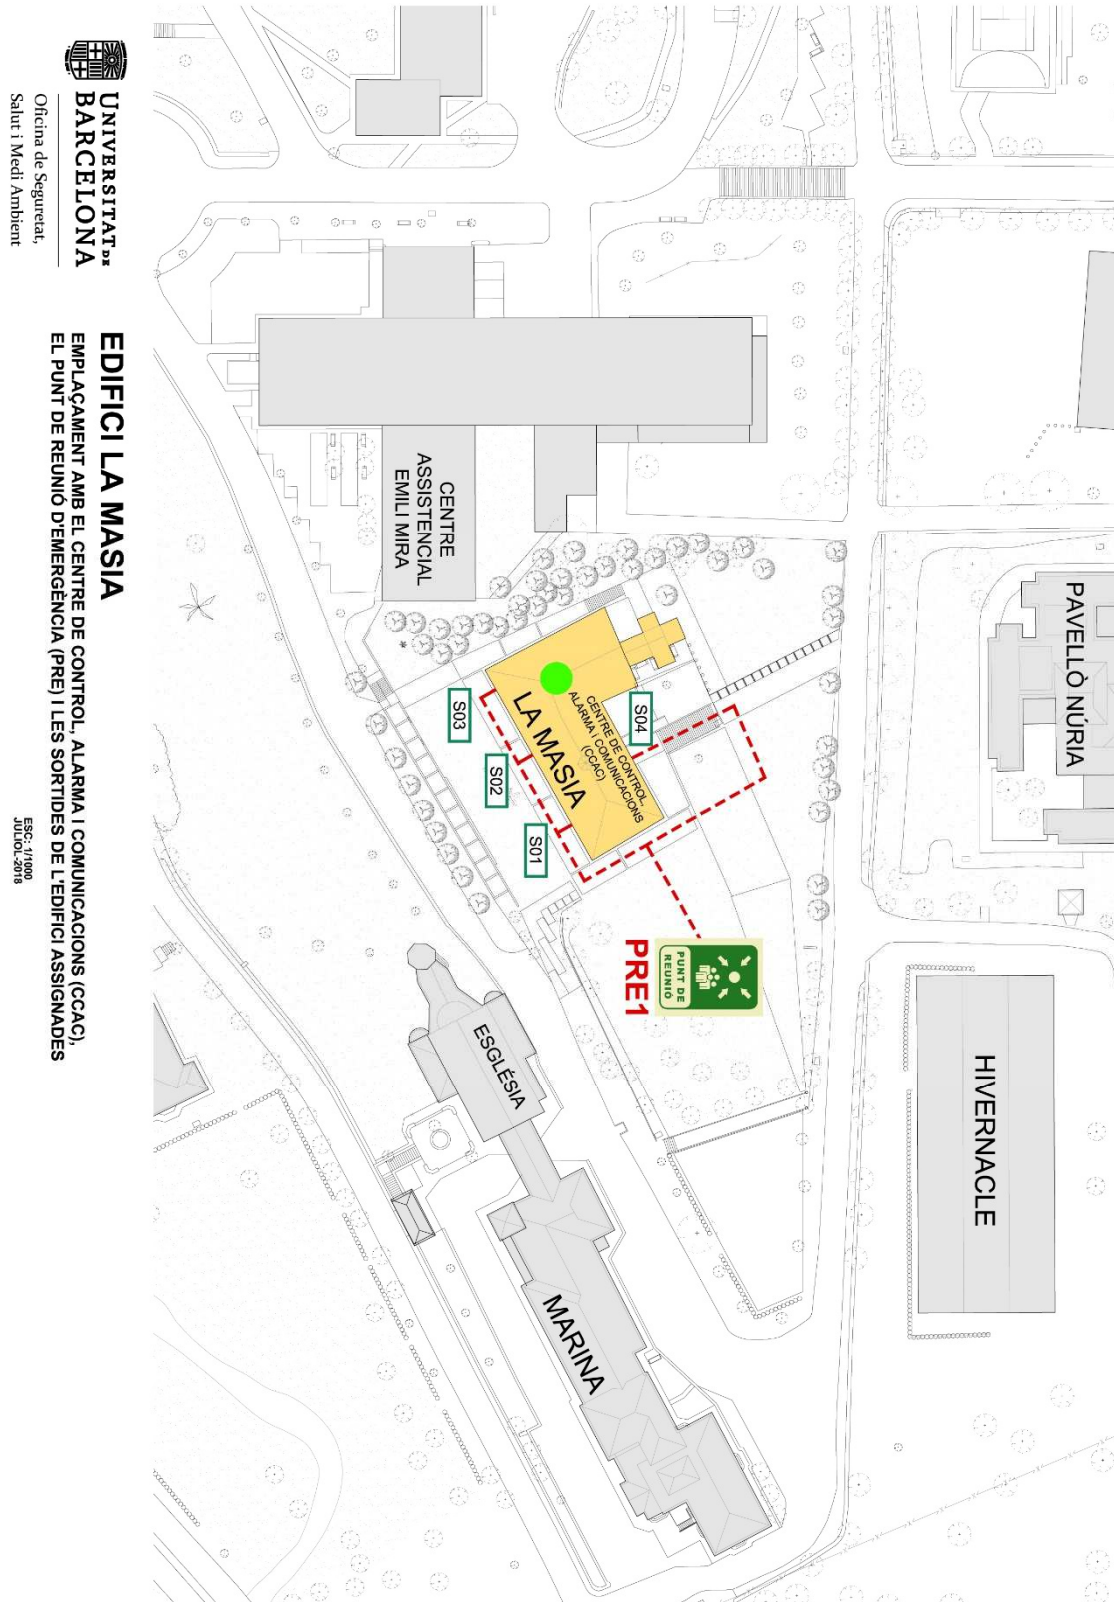 UNIVERSITAT DE
BARCELONA
Oficina de Seguretat,
Salut i Medi Ambient
EDIFICI LA MASIA
EMPLAÇAMENT AMB EL CENTRE DE CONTROL, ALARMA I COMUNICACIONS (CCAC),
EL PUNT DE REUNIÓ D'EMERGÈNCIA (PRE) I LES SORTIDES DE L'EDIFICI ASSIGNADES
ESC: 1/1000
JULIOL-2018
PAVELLÒ NÚRIA
HIVERNACLE
CENTRE
ASSISTENCIAL
EMILI MIRA
S04
CENTRE DE CONTROL,
ALARMA I COMUNICACIONS
(CCAC)
LA MASIA
S03
S02
S01
PUNT DE
REUNIÓ
PRE1
ESGLÉSIA
MARINA